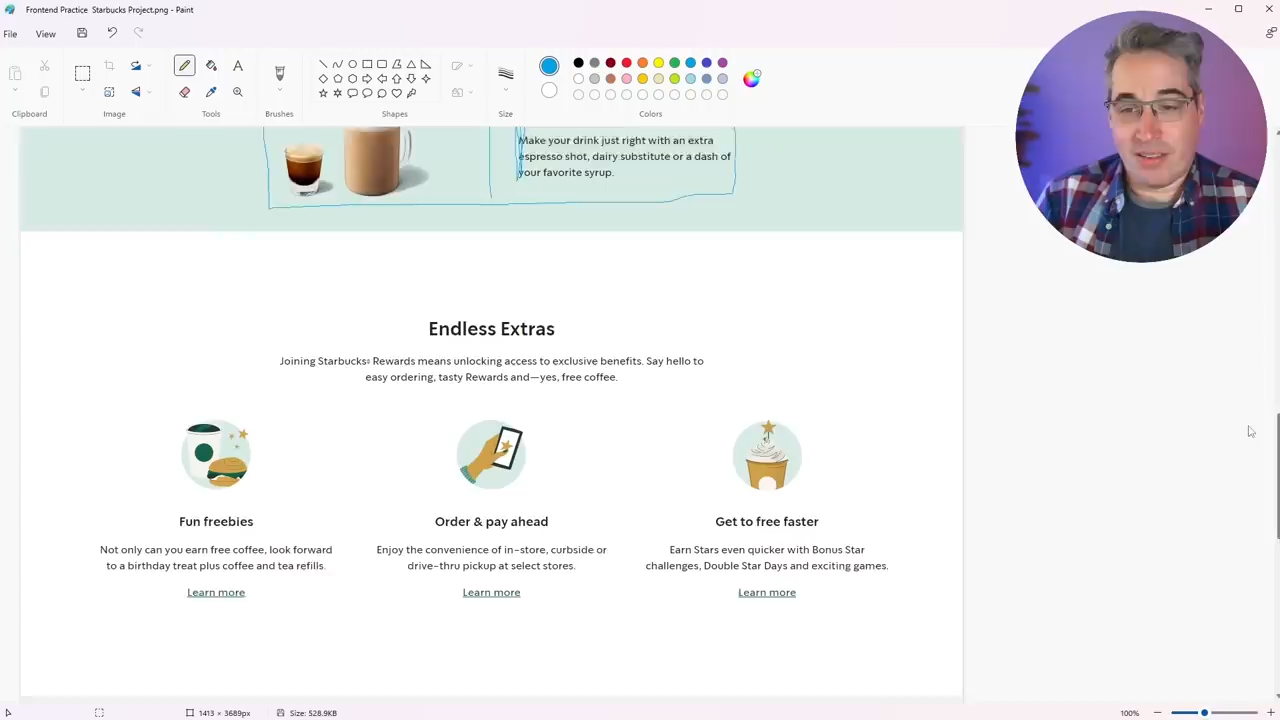 Frontend Practice Starbucks Project.png - Paint
File View
Clipboard Image Tools Brushes Shapes Size Colors
Make your drink just right with an extra
espresso shot, dairy substitute or a dash of
your favorite syrup.
Endless Extras
Joining Starbucks® Rewards means unlocking access to exclusive benefits. Say hello to
easy ordering, tasty Rewards and—yes, free coffee.
Fun freebies
Not only can you earn free coffee, look forward
to a birthday treat plus coffee and tea refills.
Learn more
Order & pay ahead
Enjoy the convenience of in-store, curbside or
drive-thru pickup at select stores.
Learn more
Get to free faster
Earn Stars even quicker with Bonus Star
challenges, Double Star Days and exciting games.
Learn more
1413 × 3689px Size: 528.9KB 100%